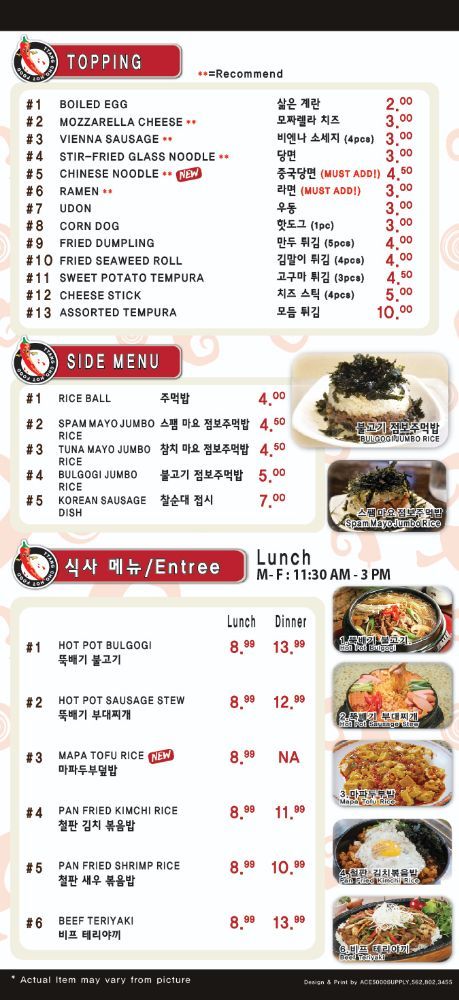 TOPPING
**=Recommend
#1 BOILED EGG 삶은 계란 2.00
#2 MOZZARELLA CHEESE ** 모짜렐라 치즈 3.00
#3 VIENNA SAUSAGE ** 비엔나 소세지 (4pcs) 3.00
#4 STIR-FRIED GLASS NOODLE ** 당면 3.00
#5 CHINESE NOODLE ** NEW 중국당면 (MUST ADD!) 4.50
#6 RAMEN ** 라면 (MUST ADD!) 3.00
#7 UDON 우동 3.00
#8 CORN DOG 핫도그 (1pc) 3.00
#9 FRIED DUMPLING 만두 튀김 (5pcs) 4.00
#10 FRIED SEAWEED ROLL 김말이 튀김 (4pcs) 4.00
#11 SWEET POTATO TEMPURA 고구마 튀김 (3pcs) 4.50
#12 CHEESE STICK 치즈 스틱 (4pcs) 5.00
#13 ASSORTED TEMPURA 모듬 튀김 10.00
SIDE MENU
#1 RICE BALL 주먹밥 4.00
#2 SPAM MAYO JUMBO 스팸 마요 점보주먹밥 4.50
RICE
#3 TUNA MAYO JUMBO 참치 마요 점보주먹밥 4.50
RICE
#4 BULGOGI JUMBO 불고기 점보주먹밥 5.00
RICE
#5 KOREAN SAUSAGE 찰순대 접시 7.00
DISH
불고기 점보주먹밥
BULGOGI JUMBO RICE
스팸 마요 점보주먹밥
Spam Mayo Jumbo Rice
식사 메뉴/Entree
Lunch
M- F : 11:30 AM - 3 PM
Lunch Dinner
#1 HOT POT BULGOGI 8.99 13.99
뚝배기 불고기
#2 HOT POT SAUSAGE STEW 8.99 12.99
뚝배기 부대찌개
#3 MAPA TOFU RICE NEW 8.99 NA
마파두부덮밥
#4 PAN FRIED KIMCHI RICE 8.99 11.99
철판 김치 볶음밥
#5 PAN FRIED SHRIMP RICE 8.99 10.99
철판 새우 볶음밥
#6 BEEF TERIYAKI 8.99 13.99
비프 테리야끼
1.뚝배기 불고기
Hot Pot Bulgogi
2.뚝배기 부대찌개
Hot Pot Sausage Stew
3.마파두부밥
Mapa Tofu Rice
4.철판 김치볶음밥
Pan Fried Kimchi Rice
6.비프 테리야끼
Beef Teriyaki
* Actual Item may vary from picture
Design & Print by ACE5000SUPPLY,562,802,3455